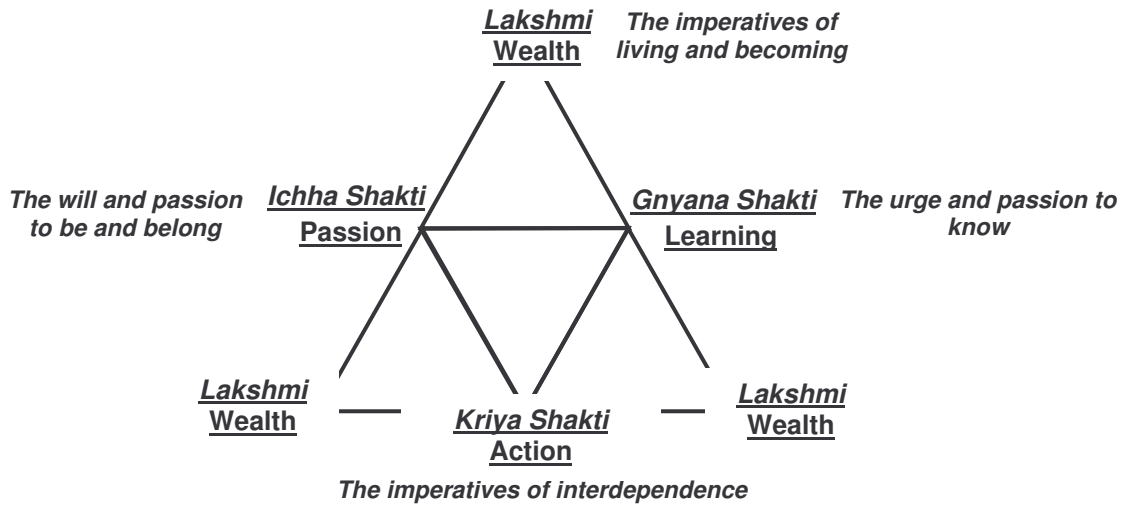 Lakshmi
Wealth
The imperatives of
living and becoming
The will and passion
to be and belong
Ichha Shakti
Passion
Gnyana Shakti
Learning
The urge and passion to
know
Lakshmi
Wealth
Kriya Shakti
Action
Lakshmi
Wealth
The imperatives of interdependence